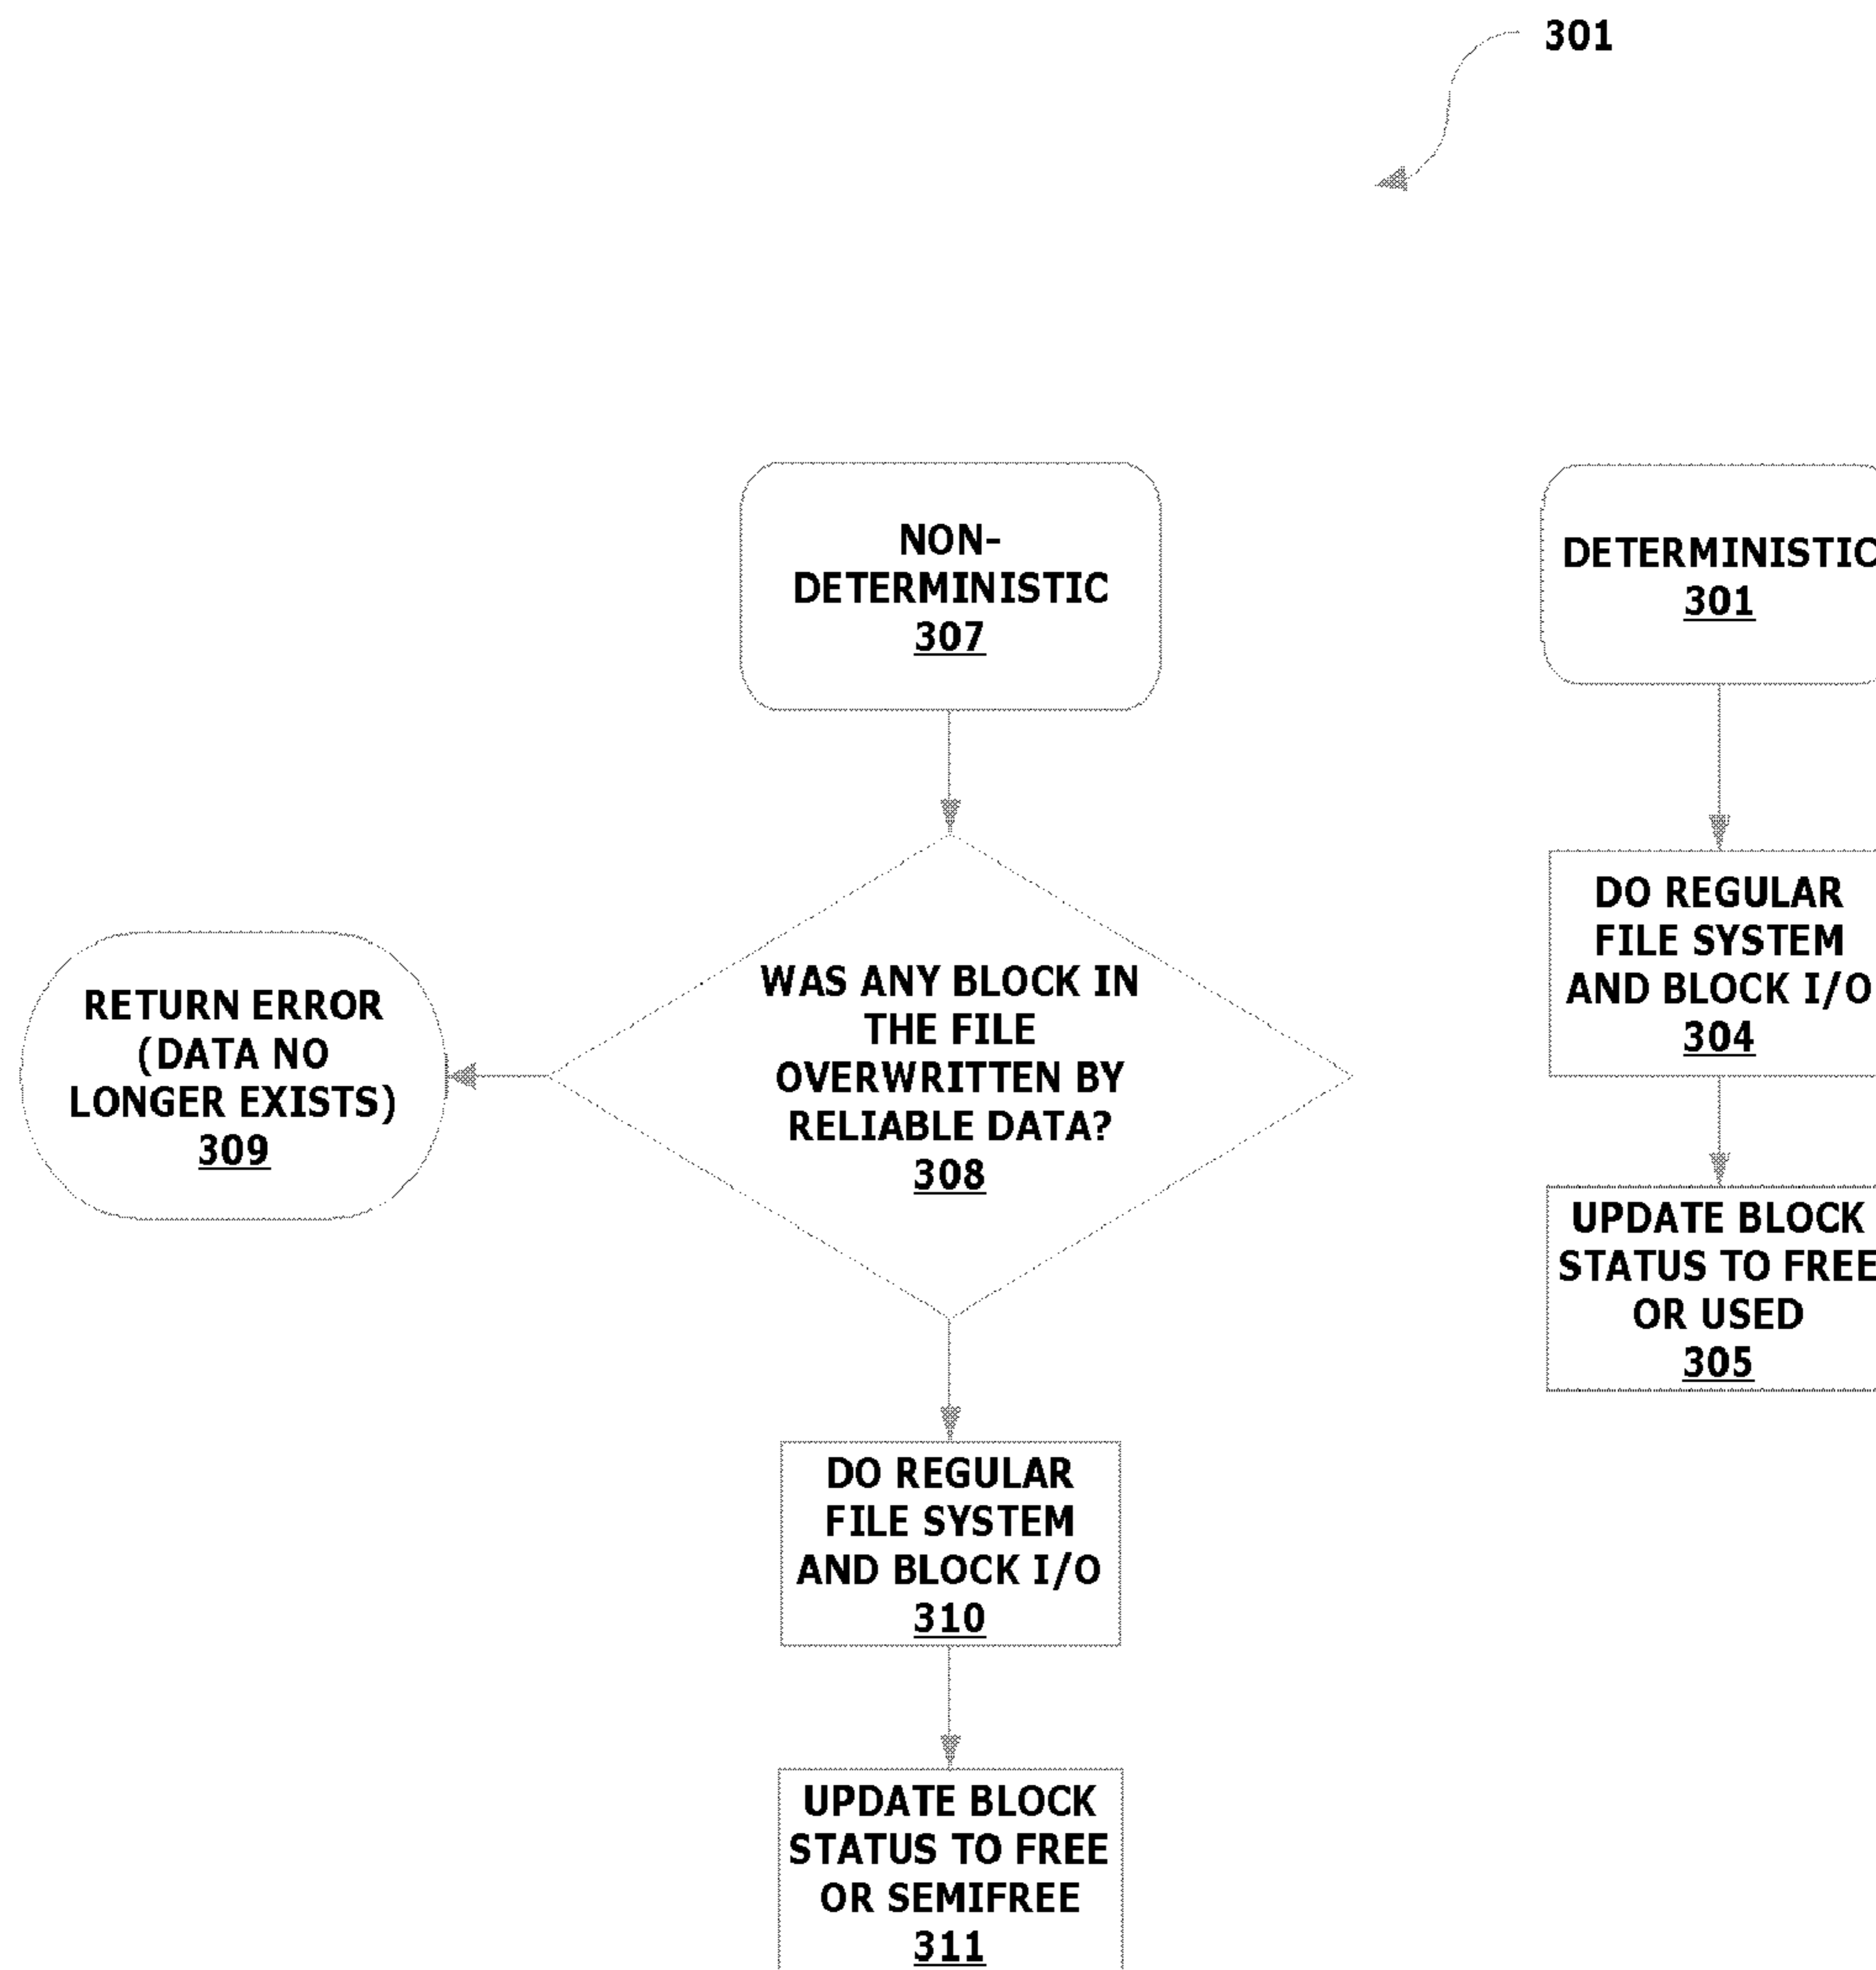 301
NON-
DETERMINISTIC
307
DETERMINISTIC
301
WAS ANY BLOCK IN
THE FILE
OVERWRITTEN BY
RELIABLE DATA?
308
RETURN ERROR
(DATA NO
LONGER EXISTS)
309
DO REGULAR
FILE SYSTEM
AND BLOCK I/O
304
UPDATE BLOCK
STATUS TO FREE
OR USED
305
DO REGULAR
FILE SYSTEM
AND BLOCK I/O
310
UPDATE BLOCK
STATUS TO FREE
OR SEMIFREE
311